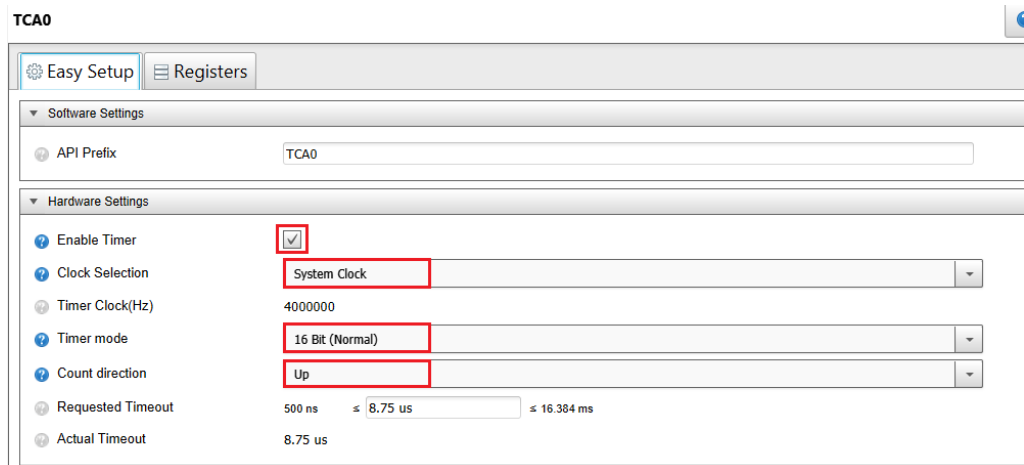 TCA0
Easy Setup
Registers
Software Settings
API Prefix TCA0
Hardware Settings
Enable Timer
Clock Selection System Clock
Timer Clock(Hz) 4000000
Timer mode 16 Bit (Normal)
Count direction Up
Requested Timeout 500 ns ≤ 8.75 us ≤ 16.384 ms
Actual Timeout 8.75 us